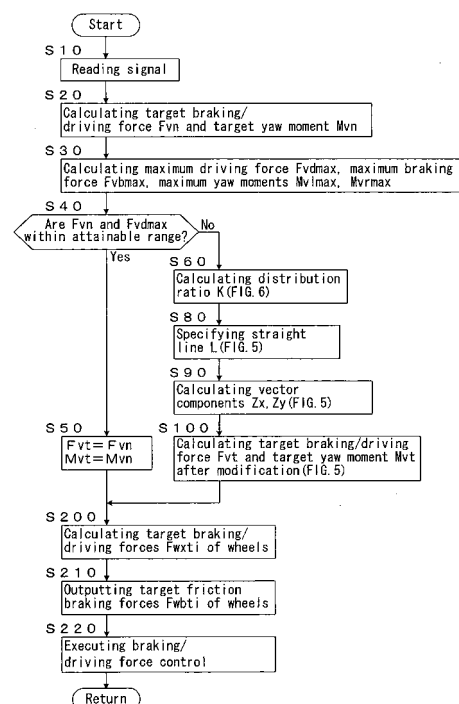 Start
S10
Reading signal
S20
Calculating target braking/
driving force Fvn and target yaw moment Mvn
S30
Calculating maximum driving force Fvdmax, maximum braking
force Fvbmax, maximum yaw moments Mvlmax, Mvrmax
S40
Are Fvn and Fvdmax
within attainable range?
No
Yes
S60
Calculating distribution
ratio K(FIG.6)
S80
Specifying straight
line L(FIG.5)
S90
Calculating vector
components Zx,Zy(FIG.5)
S50
Fvt=Fvn
Mvt=Mvn
S100
Calculating target braking/driving
force Fvt and target yaw moment Mvt
after modification(FIG.5)
S200
Calculating target braking/
driving forces Fwxti of wheels
S210
Outputting target friction
braking forces Fwbti of wheels
S220
Executing braking/
driving force control
Return